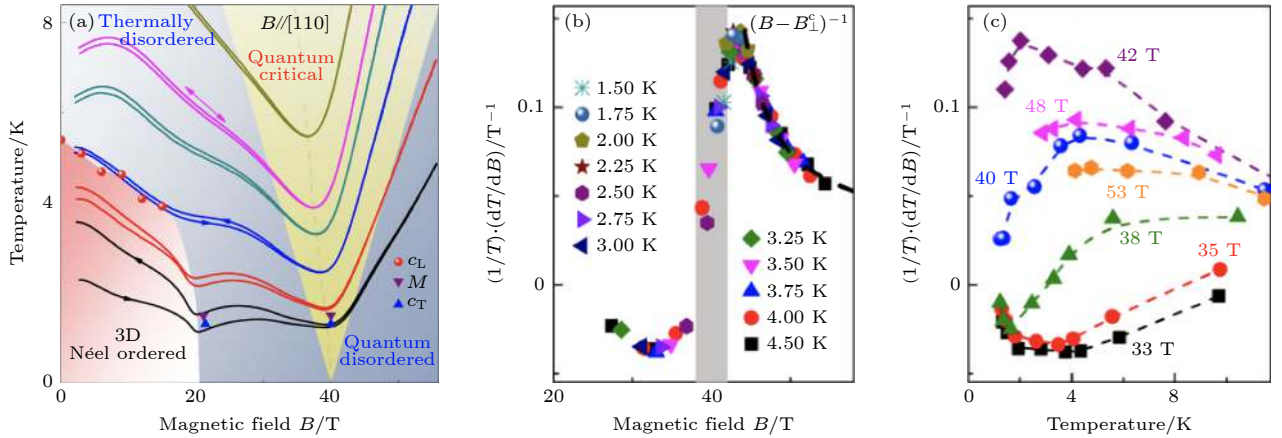 (a)
Thermally
disordered
B//[110]
Quantum
critical
3D
Néel ordered
Quantum
disordered
c_L
M
c_T
8
4
0
0
20
40
Temperature/K
Magnetic field B/T
(b)
(B−B⊥^c)^−1
1.50 K
1.75 K
2.00 K
2.25 K
2.50 K
2.75 K
3.00 K
3.25 K
3.50 K
3.75 K
4.00 K
4.50 K
0.1
0
20
40
(1/T)·(dT/dB)/T^−1
Magnetic field B/T
(c)
42 T
48 T
40 T
53 T
38 T
35 T
33 T
0.1
0
0
4
8
(1/T)·(dT/dB)/T^−1
Temperature/K